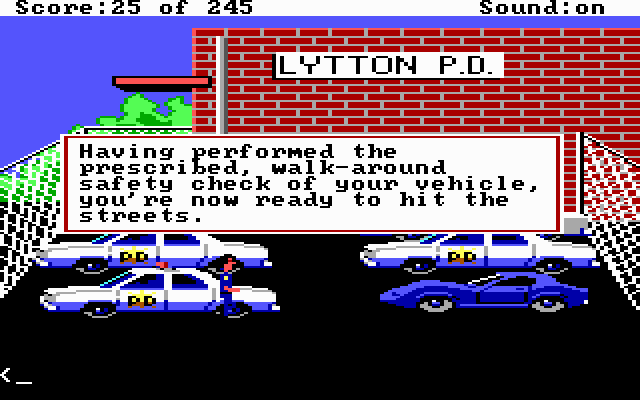 Score:25 of 245 Sound:on
LYTTON P.D.
Having performed the
prescribed, walk-around
safety check of your vehicle,
you're now ready to hit the
streets.
PD PD
PD
<_